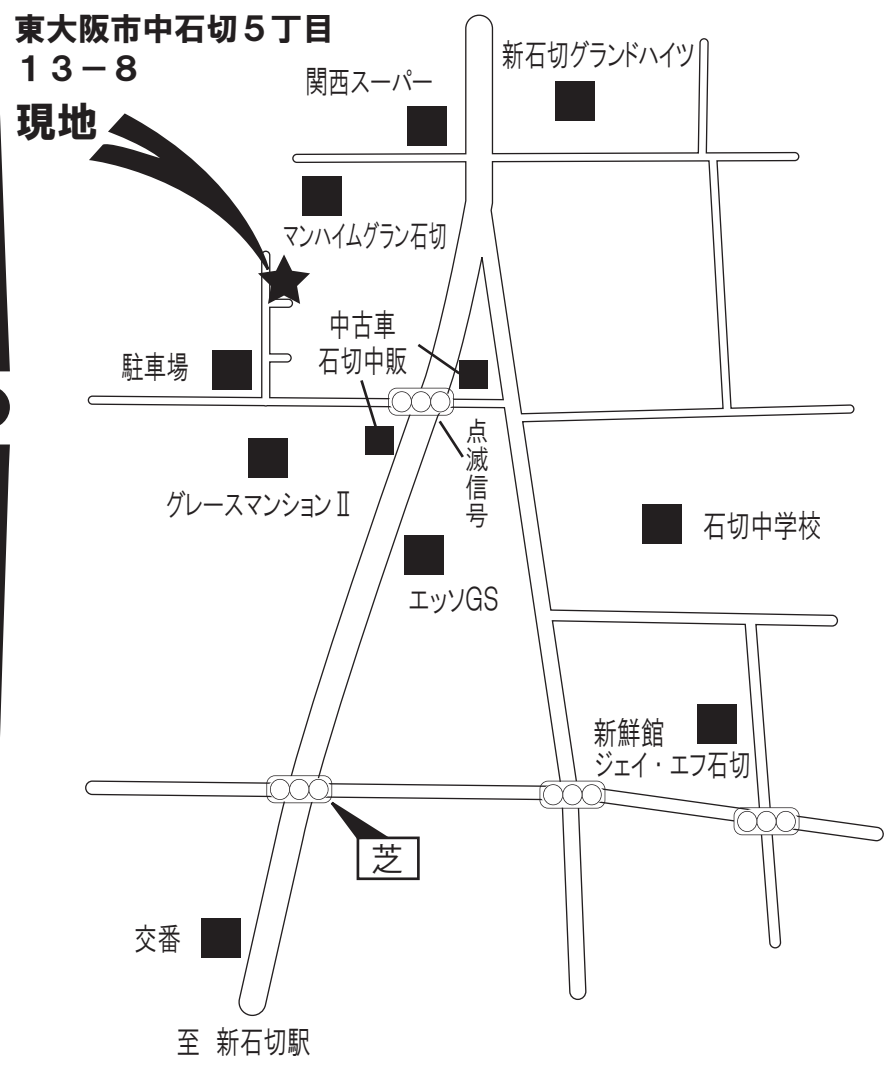 東大阪市中石切５丁目
１３－８
現地
新石切グランドハイツ
関西スーパー
マンハイムグラン石切
中古車
石切中販
駐車場
点滅信号
グレースマンションⅡ
石切中学校
エッソGS
新鮮館
ジェイ・エフ石切
芝
交番
至 新石切駅